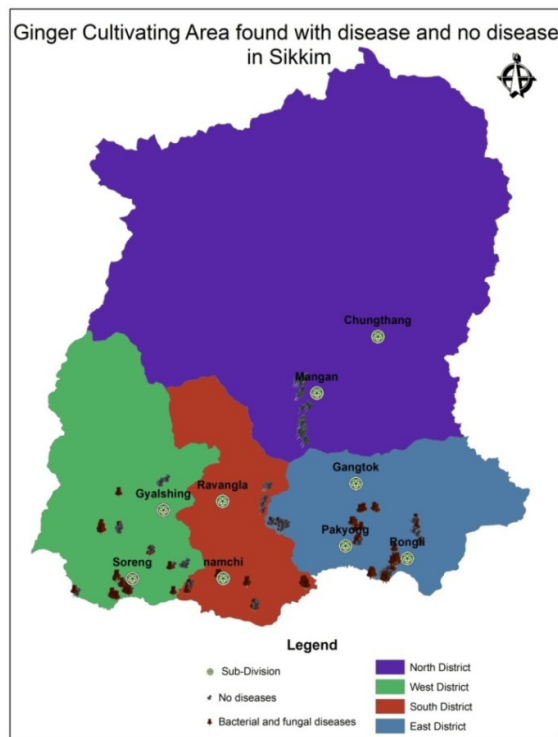 Ginger Cultivating Area found with disease and no disease
in Sikkim
Chungthang
Mangan
Gangtok
Ravangla
Gyalshing
Pakyong
Rongli
Soreng
namchi
Legend
Sub-Division
No diseases
Bacterial and fungal diseases
North District
West District
South District
East District